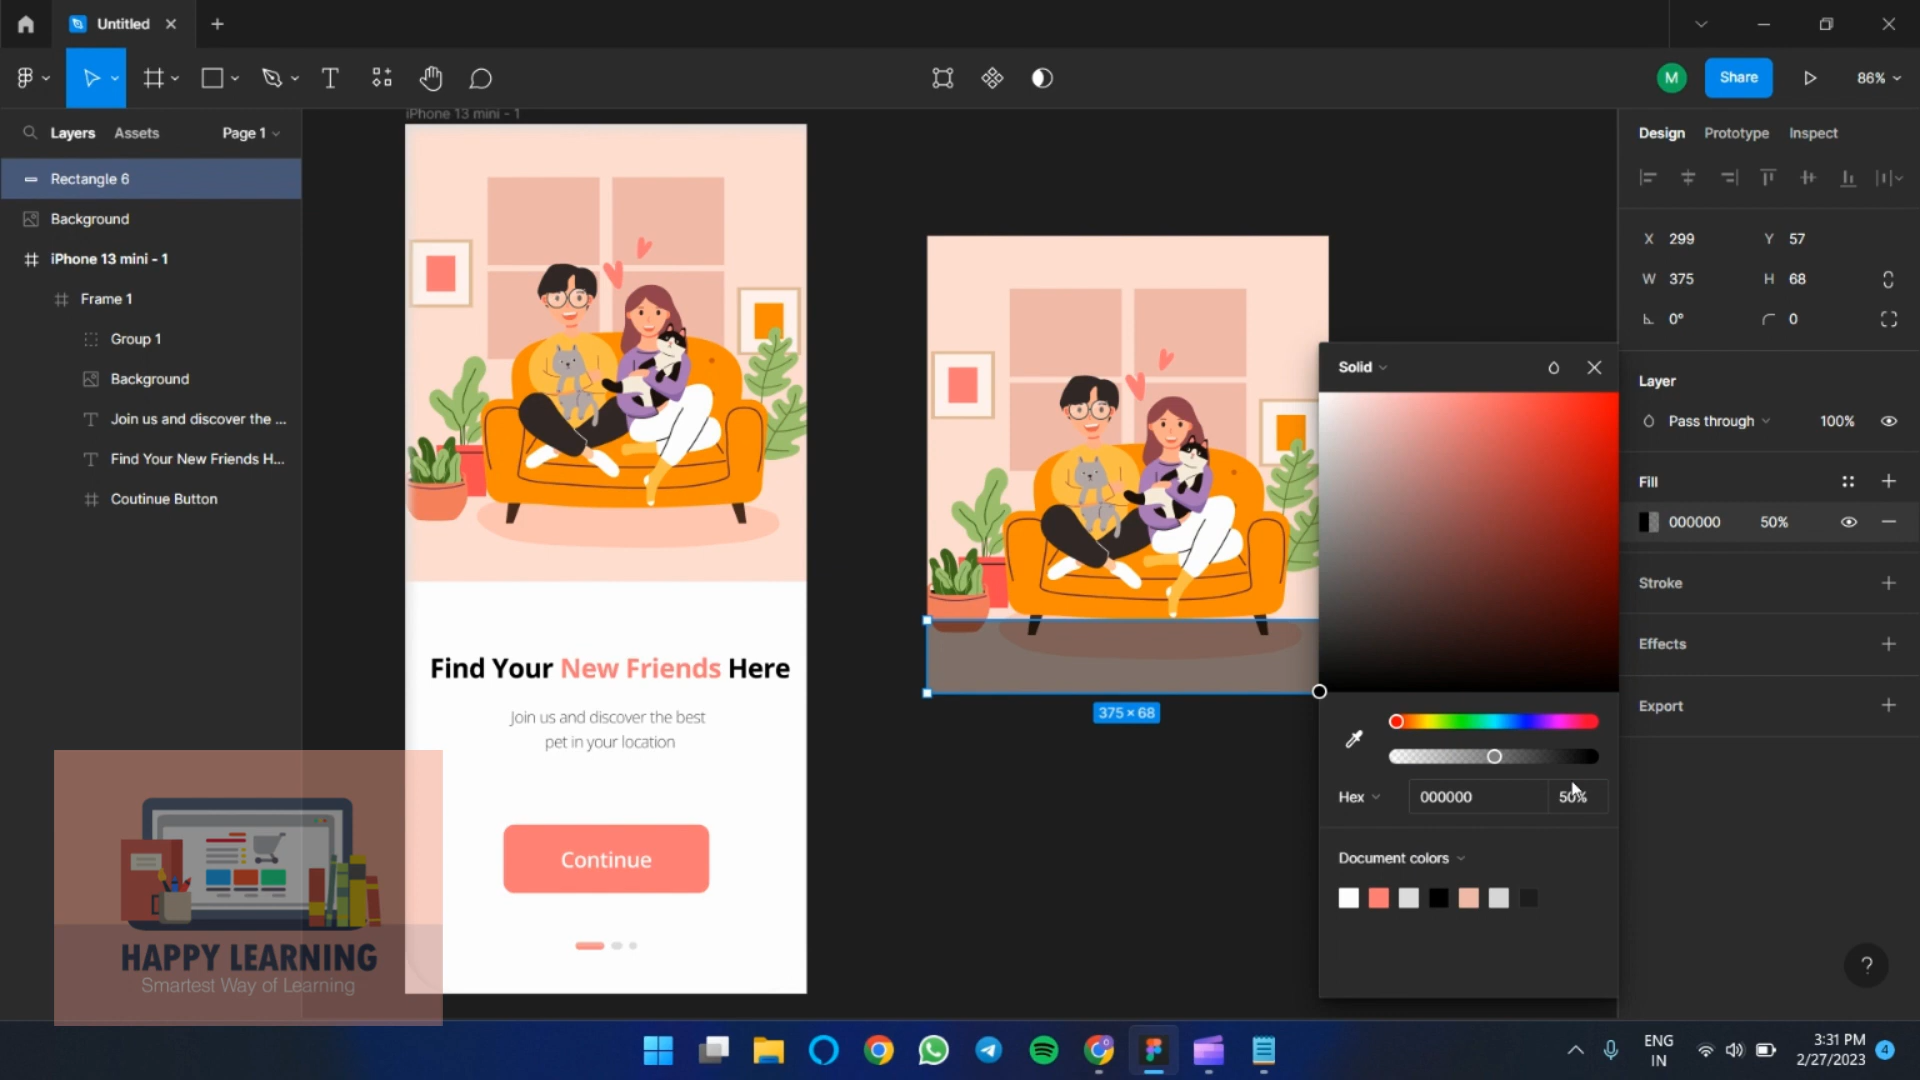 Untitled
M
Share
86%
Layers
Assets
Page 1
iPhone 13 mini - 1
Design
Prototype
Inspect
Rectangle 6
Background
iPhone 13 mini - 1
Frame 1
Group 1
Background
Join us and discover the ...
Find Your New Friends H...
Coutinue Button
X 299
Y 57
W 375
H 68
0°
0
Solid
Layer
Pass through
100%
Fill
000000
50%
Stroke
Effects
Export
375 × 68
Hex
000000
50%
Document colors
Find Your New Friends Here
Join us and discover the best
pet in your location
Continue
HAPPY LEARNING
Smartest Way of Learning
?
ENG
IN
3:31 PM
2/27/2023
4